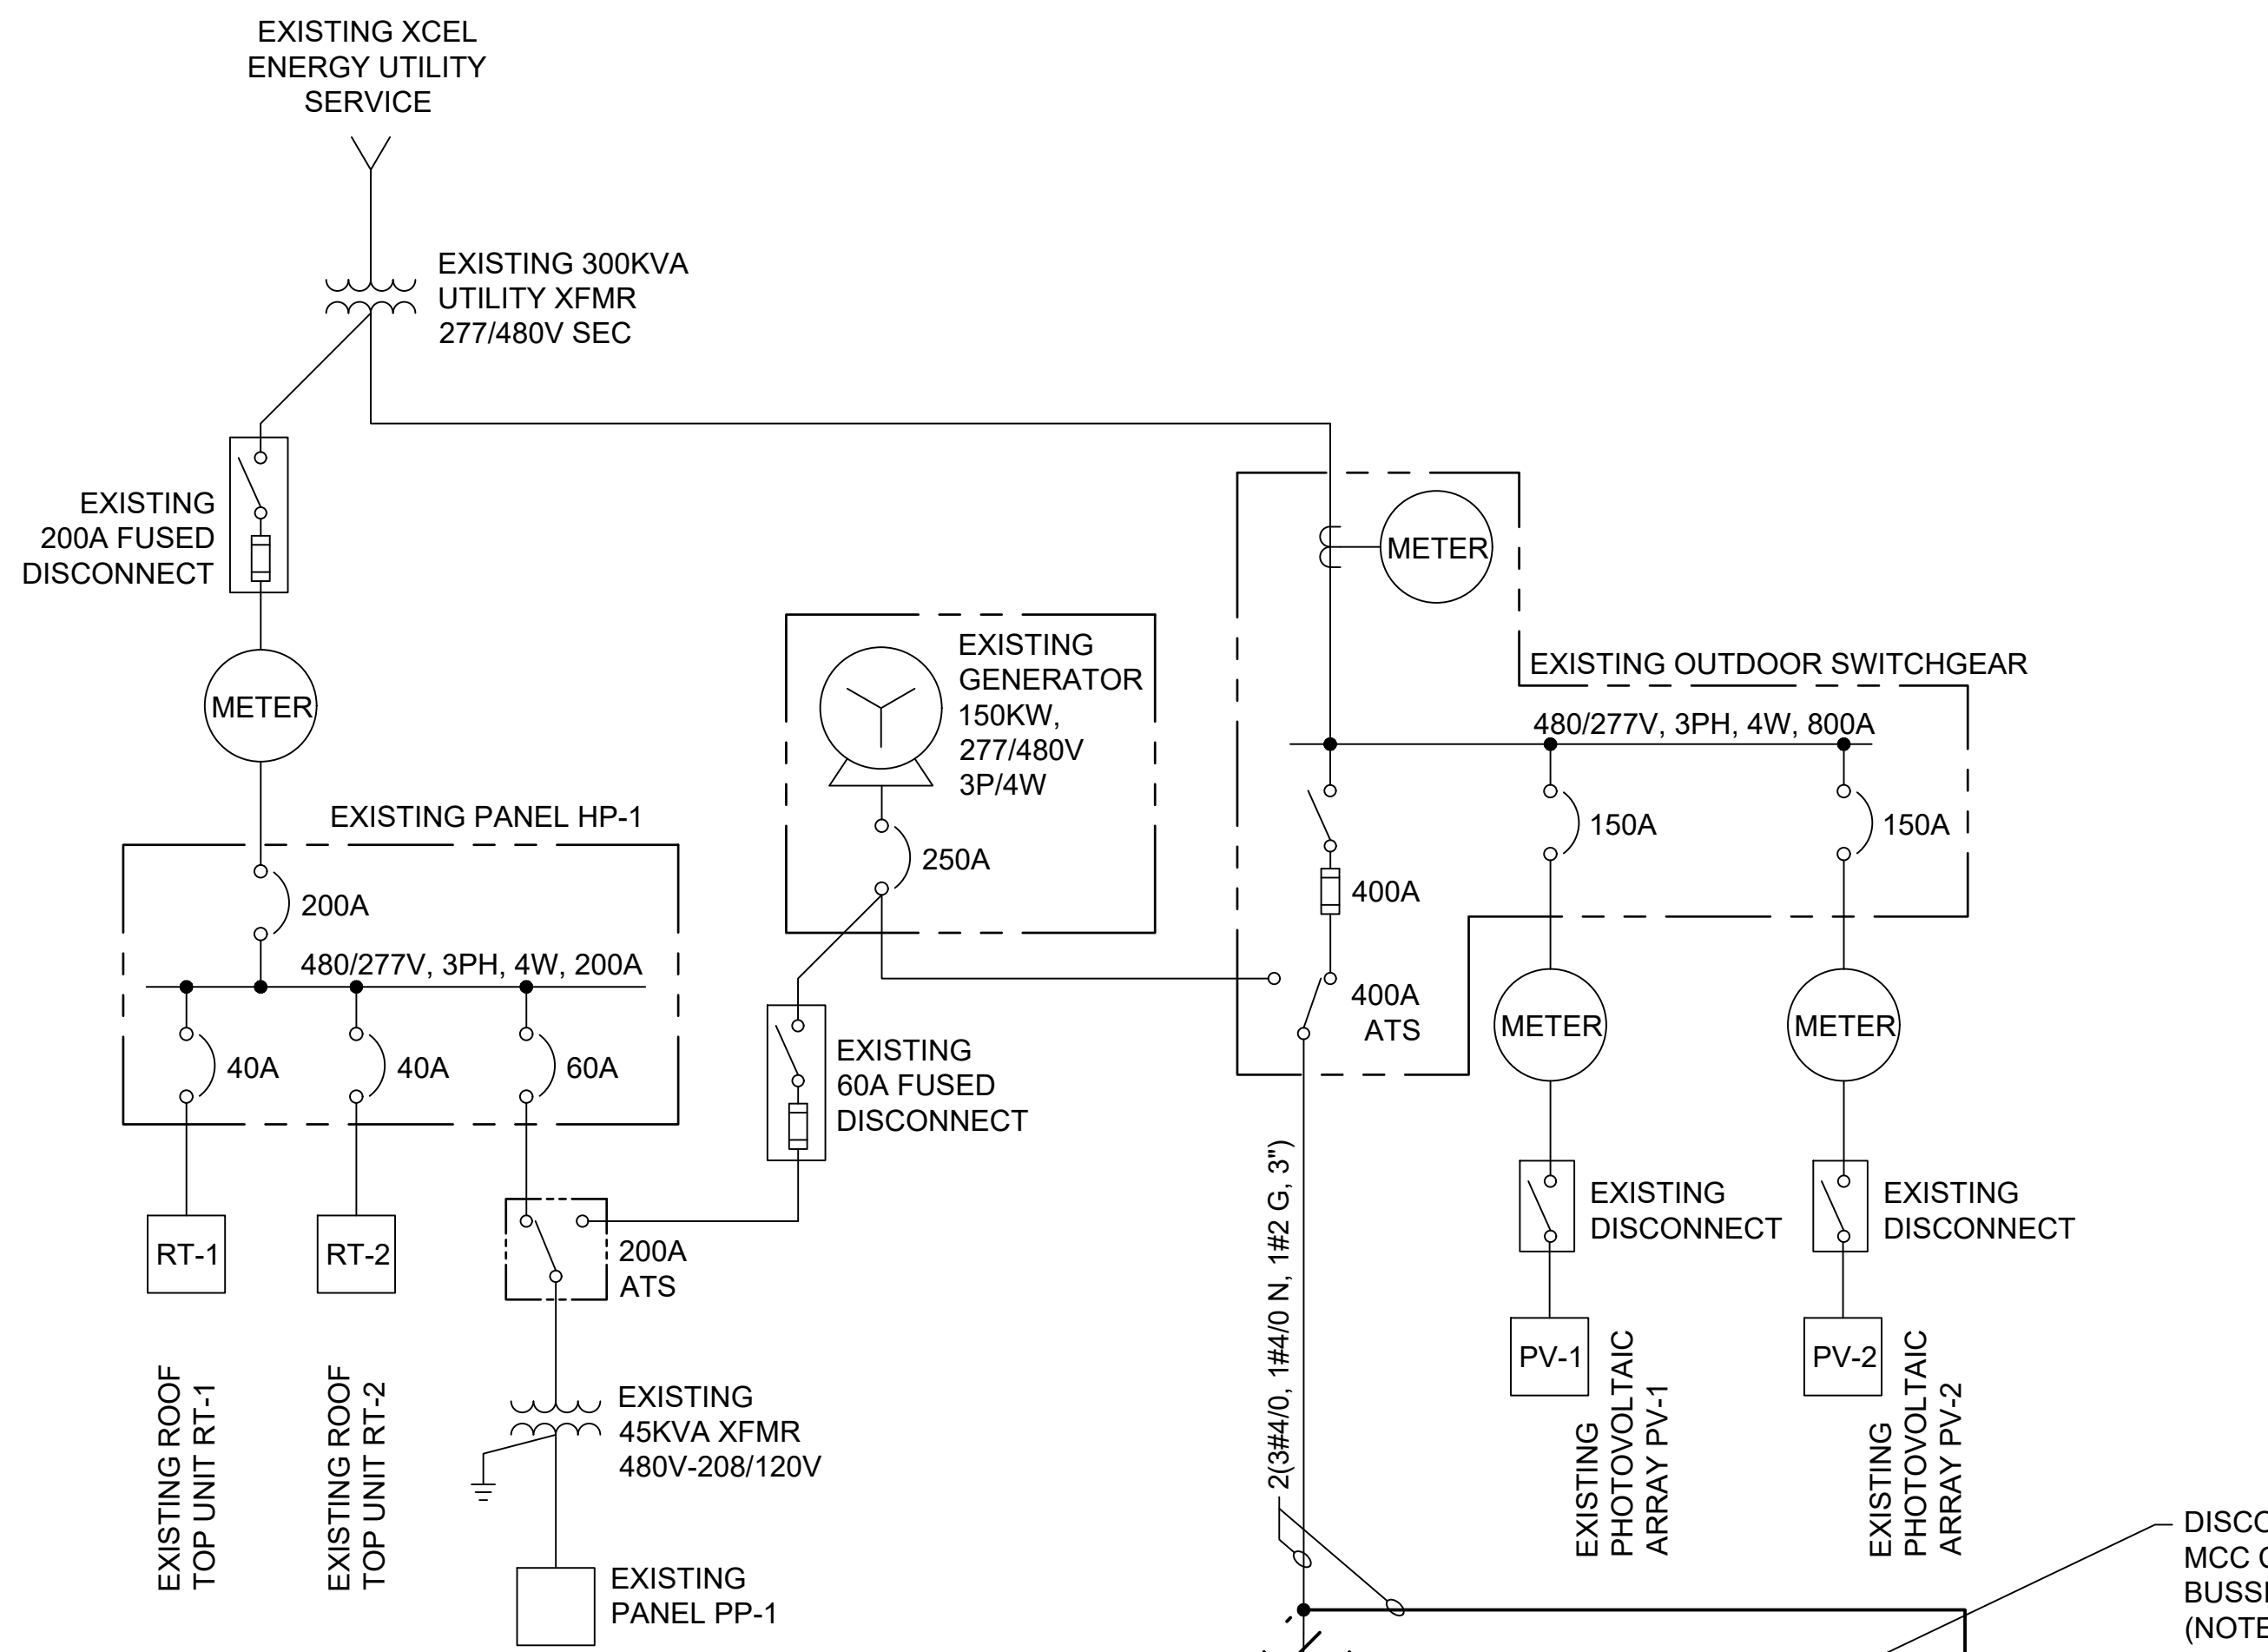 EXISTING XCEL
ENERGY UTILITY
SERVICE
EXISTING 300KVA
UTILITY XFMR
277/480V SEC
EXISTING
200A FUSED
DISCONNECT
METER
METER
EXISTING
GENERATOR
150KW,
277/480V
3P/4W
250A
EXISTING OUTDOOR SWITCHGEAR
480/277V, 3PH, 4W, 800A
150A
150A
400A
400A
ATS
EXISTING PANEL HP-1
200A
480/277V, 3PH, 4W, 200A
40A
40A
60A
EXISTING
60A FUSED
DISCONNECT
METER
METER
EXISTING
DISCONNECT
EXISTING
DISCONNECT
RT-1
RT-2
200A
ATS
PV-1
PV-2
EXISTING ROOF
TOP UNIT RT-1
EXISTING ROOF
TOP UNIT RT-2
EXISTING
45KVA XFMR
480V-208/120V
2(3#4/0, 1#4/0 N, 1#2 G, 3")
EXISTING
PHOTOVOLTAIC
ARRAY PV-1
EXISTING
PHOTOVOLTAIC
ARRAY PV-2
EXISTING
PANEL PP-1
MCC